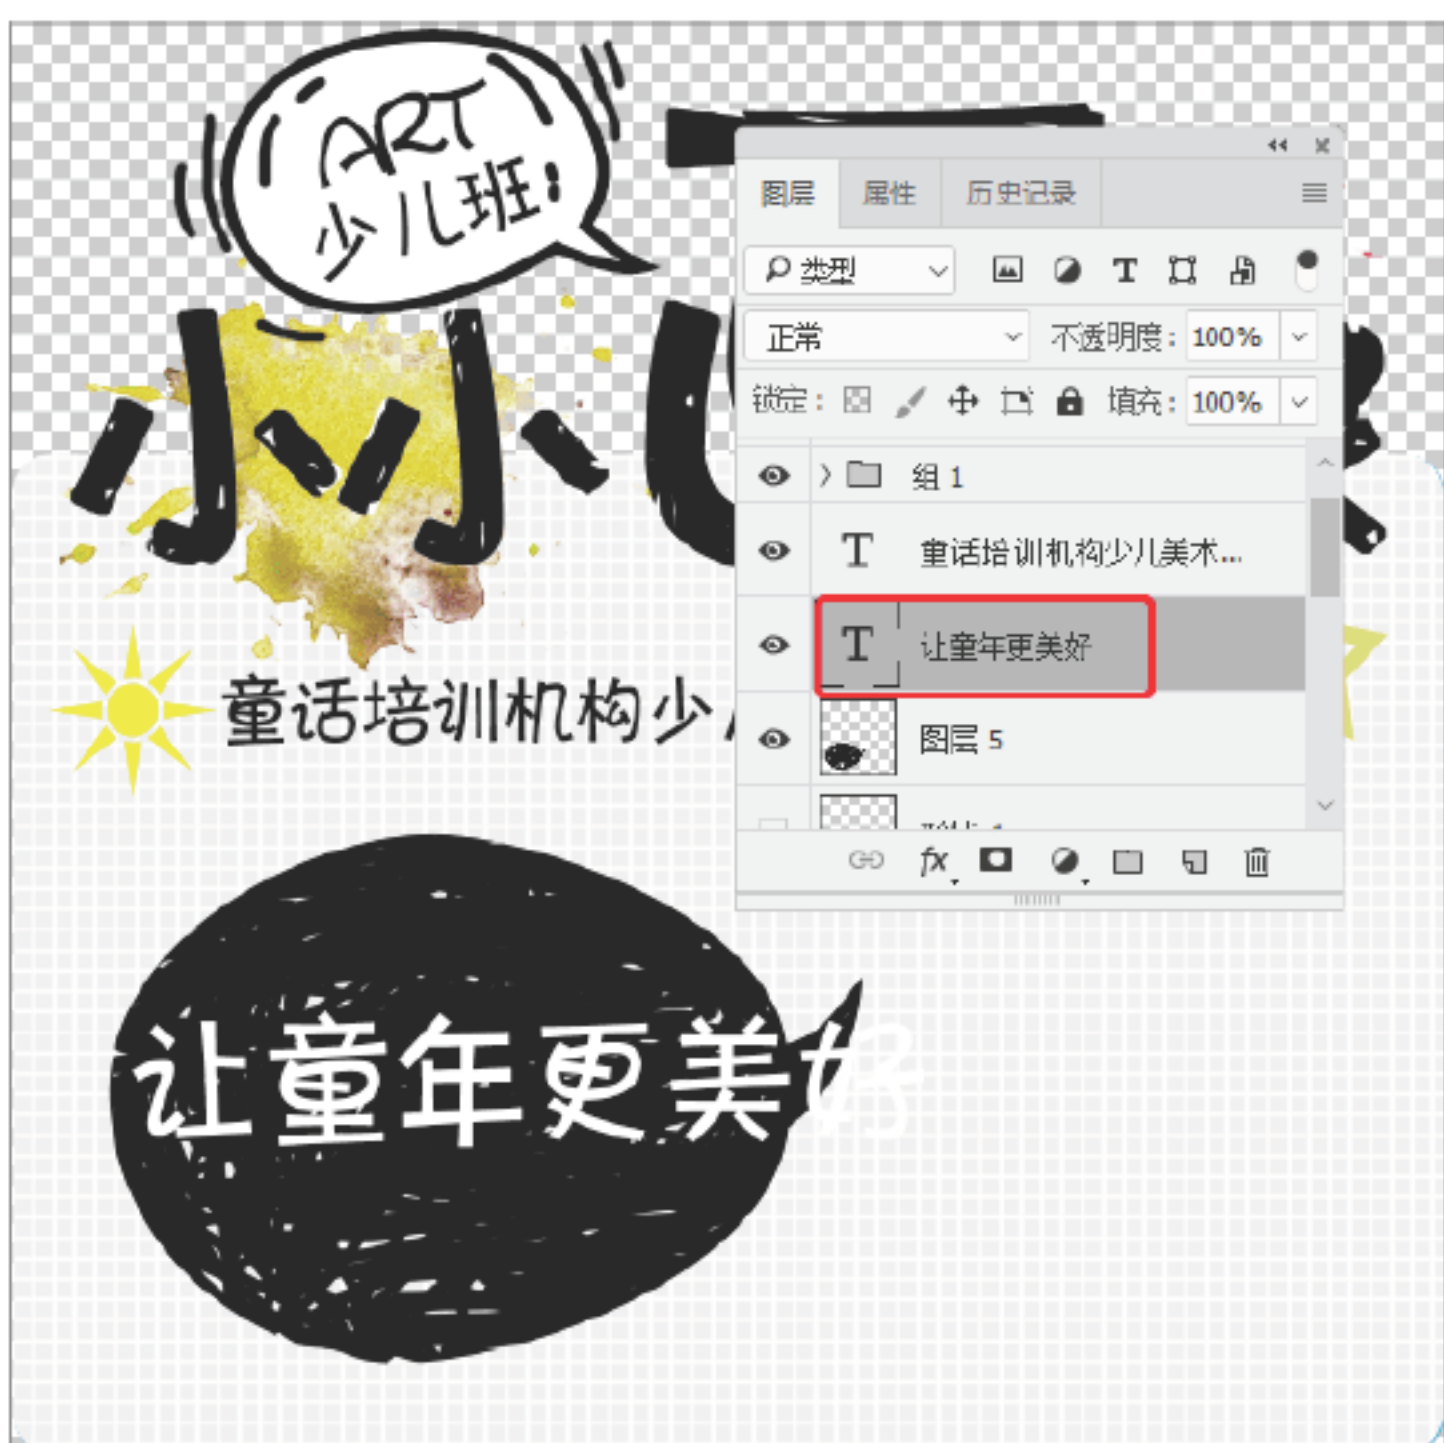 ART
少儿班
小小
图层 属性 历史记录
类型
正常 不透明度: 100%
锁定: 填充: 100%
组 1
童话培训机构少儿美术...
让童年更美好
图层 5
童话培训机构少
让童年更美好